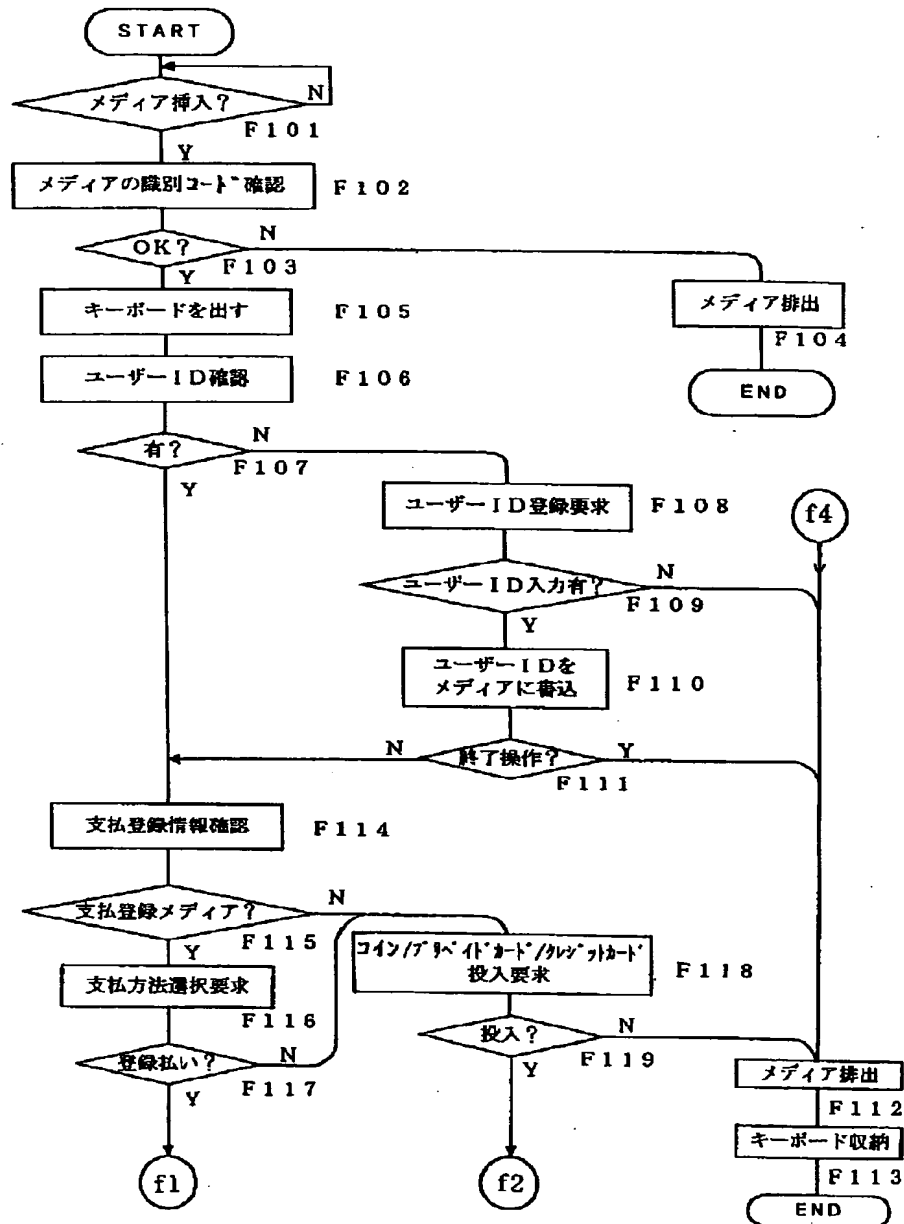 START
メディア挿入?
N
F101
Y
メディアの識別コード確認
F102
OK?
N
F103
Y
メディア排出
F104
END
キーボードを出す
F105
ユーザーID確認
F106
有?
N
F107
Y
ユーザーID登録要求
F108
f4
ユーザーID入力有?
N
F109
Y
ユーザーIDを
メディアに書込
F110
N
終了操作?
Y
F111
支払登録情報確認
F114
支払登録メディア?
N
F115
Y
コイン/プリペイドカード/クレジットカード
投入要求
F118
支払方法選択要求
F116
投入?
N
F119
Y
登録払い?
N
F117
Y
メディア排出
F112
キーボード収納
F113
f1
f2
END